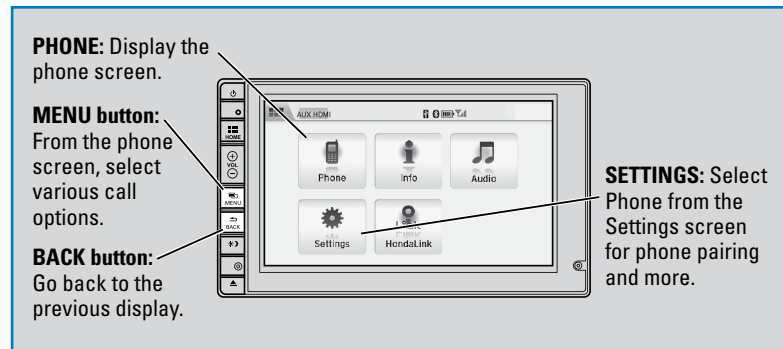 PHONE: Display the
phone screen.
MENU button:
From the phone
screen, select
various call
options.
BACK button:
Go back to the
previous display.
HOME
VOL
MENU
BACK
AUX HDMI
Phone
Info
Audio
Settings
HondaLink
SETTINGS: Select
Phone from the
Settings screen
for phone pairing
and more.